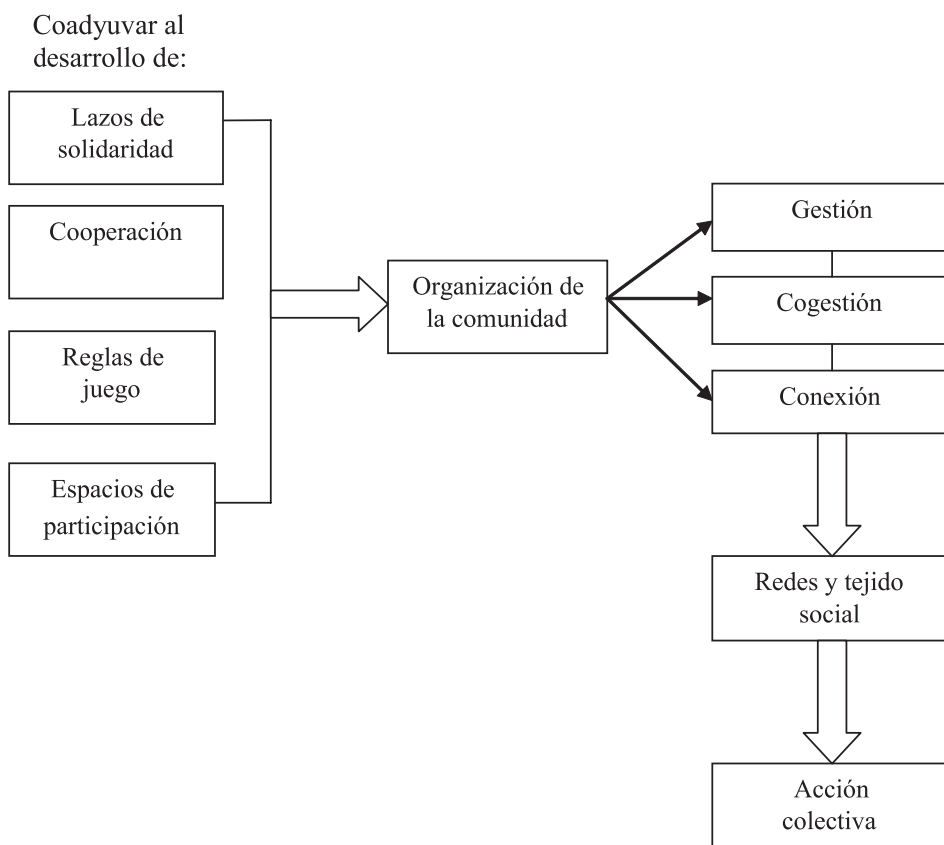 Coadyuvar al
desarrollo de:
Lazos de
solidaridad
Cooperación
Reglas de
juego
Espacios de
participación
Organización de
la comunidad
Gestión
Cogestión
Conexión
Redes y tejido
social
Acción
colectiva